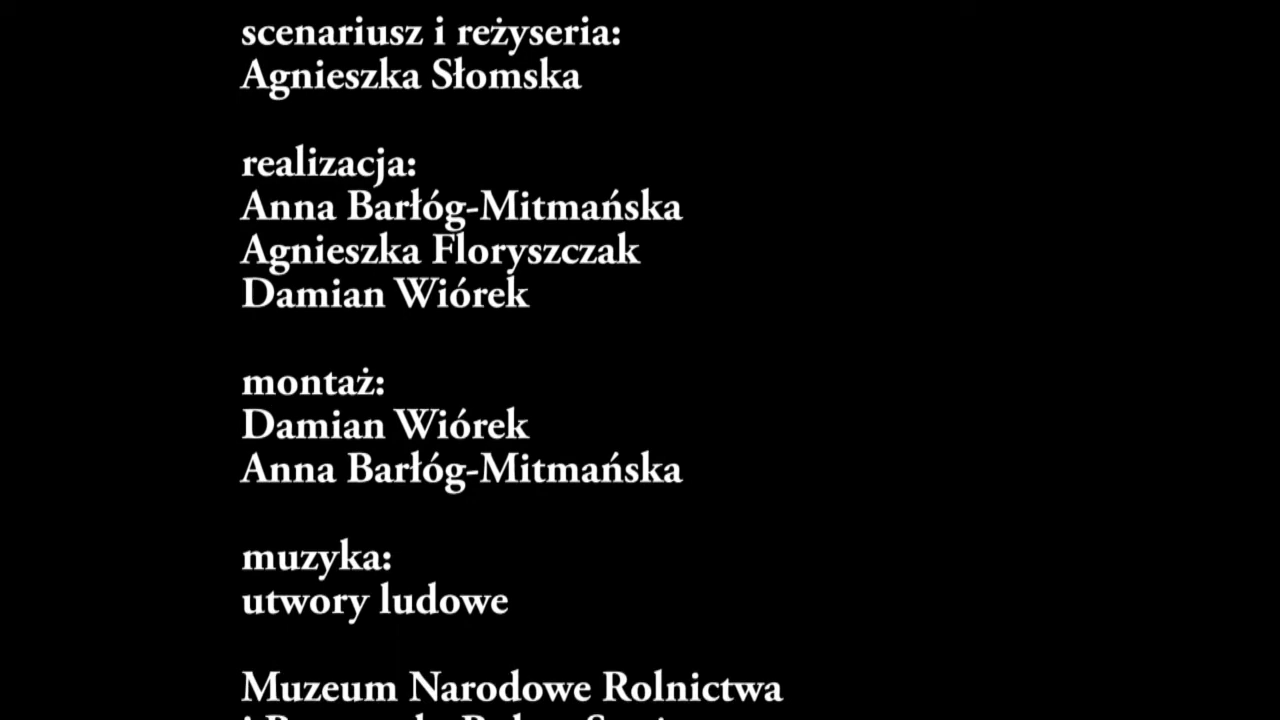 scenariusz i reżyseria:
Agnieszka Słomska
realizacja:
Anna Barłóg-Mitmańska
Agnieszka Floryszczak
Damian Wiórek
montaż:
Damian Wiórek
Anna Barłóg-Mitmańska
muzyka:
utwory ludowe
Muzeum Narodowe Rolnictwa
i